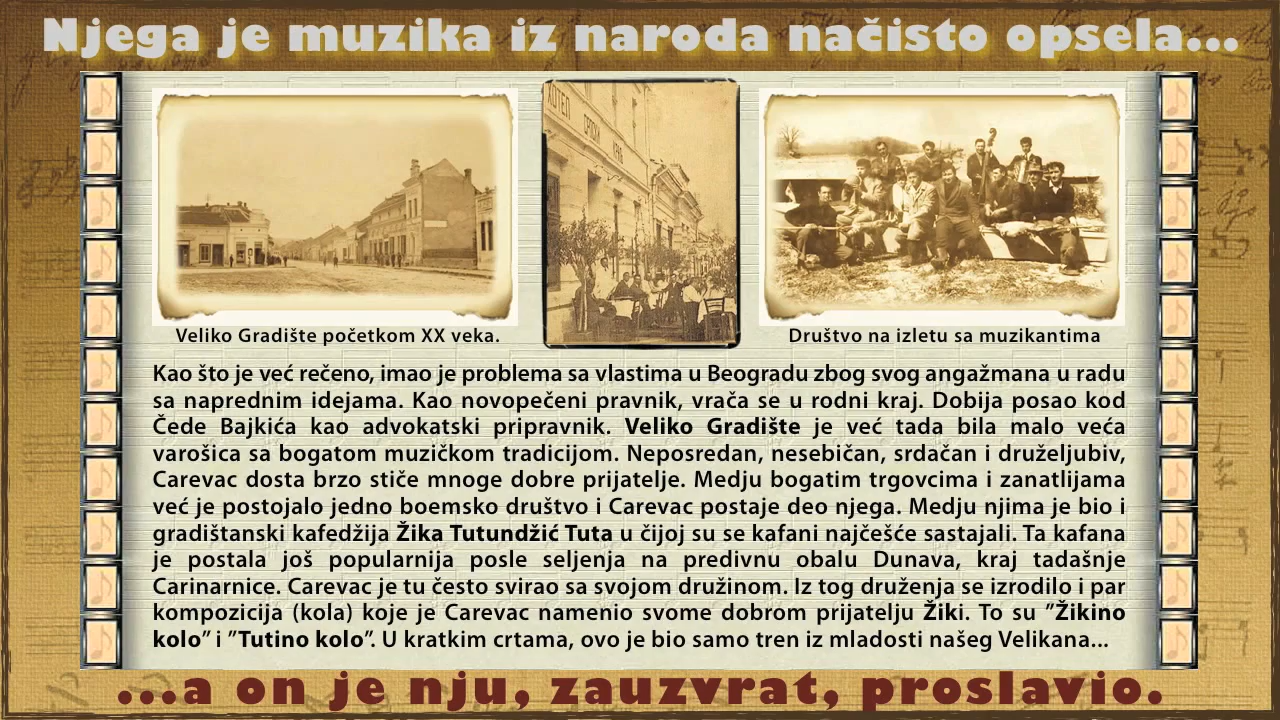 Njega je muzika iz naroda načisto opsela...
ХОТЕЛ СРПСКИ
Veliko Gradište početkom XX veka.
Društvo na izletu sa muzikantima
Kao što je već rečeno, imao je problema sa vlastima u Beogradu zbog svog angažmana u radu
sa naprednim idejama. Kao novopečeni pravnik, vrača se u rodni kraj. Dobija posao kod
Čede Bajkića kao advokatski pripravnik. Veliko Gradište je već tada bila malo veća
varošica sa bogatom muzičkom tradicijom. Neposredan, nesebičan, srdačan i druželjubiv,
Carevac dosta brzo stiče mnoge dobre prijatelje. Medju bogatim trgovcima i zanatlijama
već je postojalo jedno boemsko društvo i Carevac postaje deo njega. Medju njima je bio i
gradištanski kafedžija Žika Tutundžić Tuta u čijoj su se kafani najčešće sastajali. Ta kafana
je postala još popularnija posle seljenja na predivnu obalu Dunava, kraj tadašnje
Carinarnice. Carevac je tu često svirao sa svojom družinom. Iz tog druženja se izrodilo i par
kompozicija (kola) koje je Carevac namenio svome dobrom prijatelju Žiki. To su ”Žikino
kolo” i ”Tutino kolo”. U kratkim crtama, ovo je bio samo tren iz mladosti našeg Velikana...
...a on je nju, zauzvrat, proslavio.